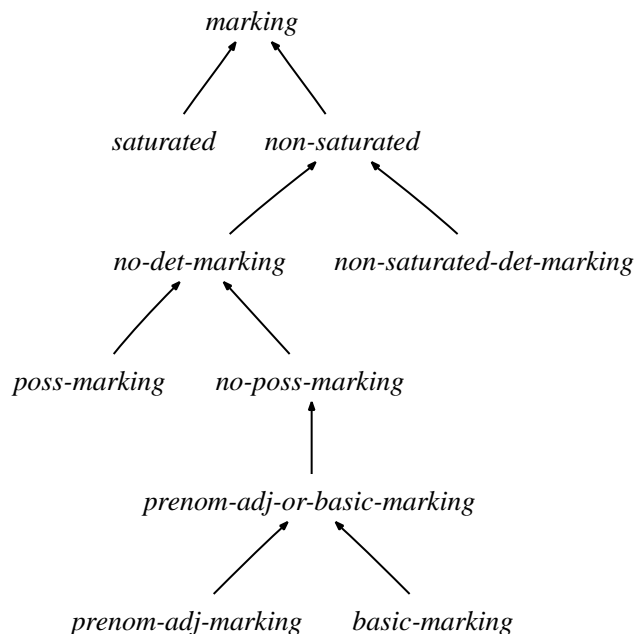 marking
saturated non-saturated
no-det-marking non-saturated-det-marking
poss-marking no-poss-marking
prenom-adj-or-basic-marking
prenom-adj-marking basic-marking